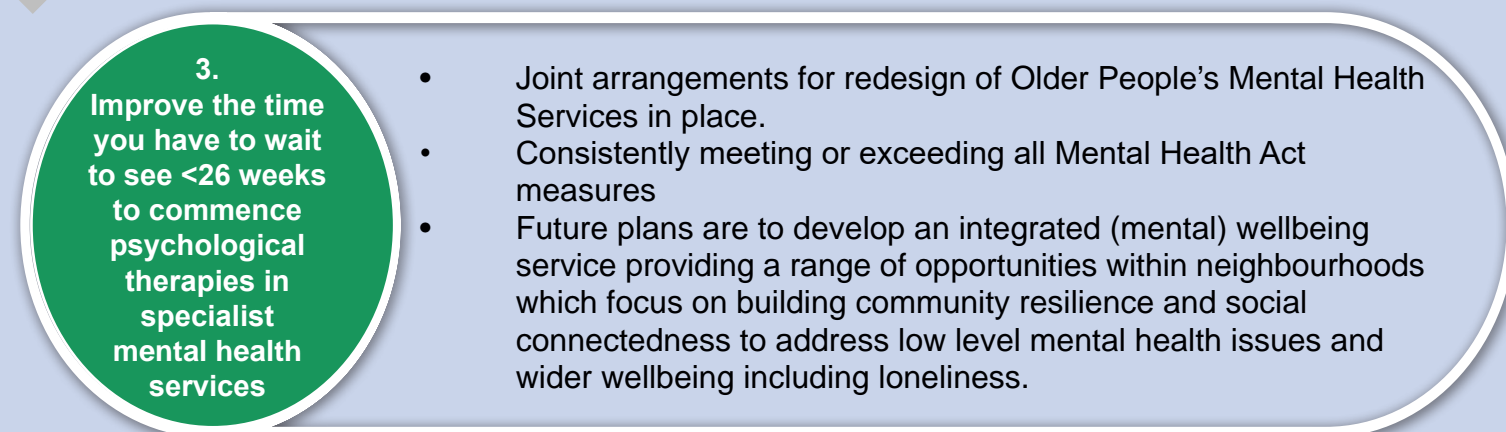 3.
Improve the time
you have to wait
to see <26 weeks
to commence
psychological
therapies in
specialist
mental health
services
• Joint arrangements for redesign of Older People’s Mental Health
Services in place.
• Consistently meeting or exceeding all Mental Health Act
measures
• Future plans are to develop an integrated (mental) wellbeing
service providing a range of opportunities within neighbourhoods
which focus on building community resilience and social
connectedness to address low level mental health issues and
wider wellbeing including loneliness.